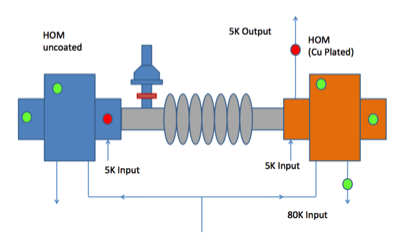 HOM
uncoated
5K Output
HOM
(Cu Plated)
5K Input
5K Input
80K Input